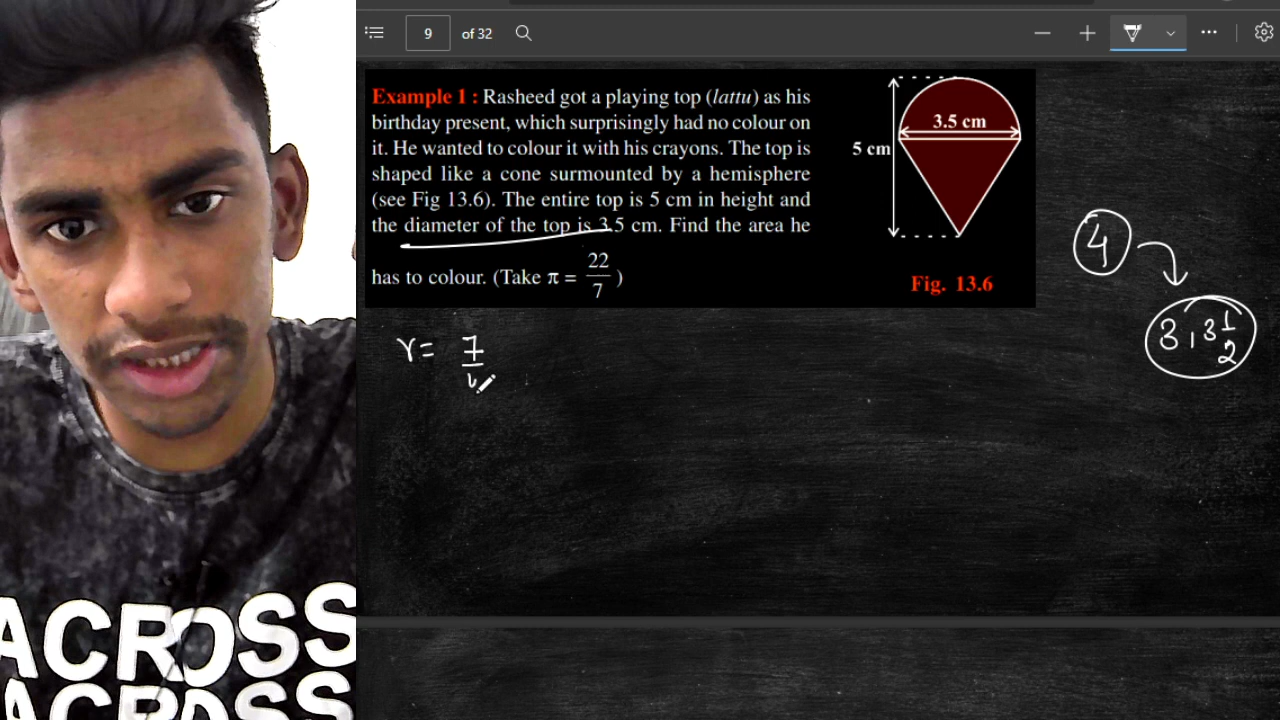 9 of 32
Example 1 : Rasheed got a playing top (lattu) as his
birthday present, which surprisingly had no colour on
it. He wanted to colour it with his crayons. The top is
shaped like a cone surmounted by a hemisphere
(see Fig 13.6). The entire top is 5 cm in height and
the diameter of the top is 3.5 cm. Find the area he
has to colour. (Take π = 22/7)
3.5 cm
5 cm
Fig. 13.6
4
3, 3 1/2
r = 7
ACROSS
ACROSS